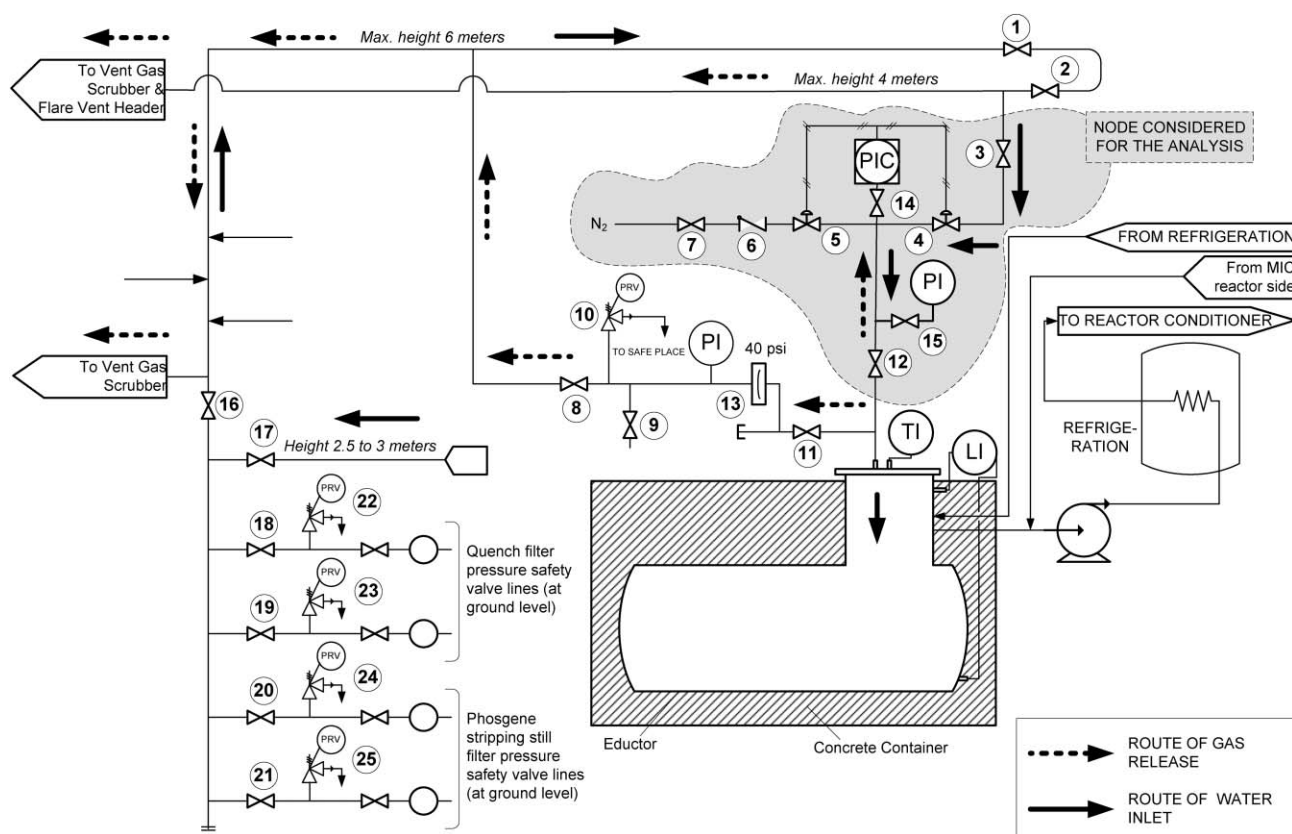 1
Max. height 6 meters
2
To Vent Gas
Scrubber &
Flare Vent Header
Max. height 4 meters
NODE CONSIDERED
FOR THE ANALYSIS
3
PIC
14
N2
7
6
5
4
FROM REFRIGERATION
From MIC
reactor side
TO REACTOR CONDITIONER
PI
15
PRV
10
TO SAFE PLACE
PI
40 psi
12
To Vent Gas
Scrubber
8
9
13
11
16
17
Height 2.5 to 3 meters
TI
LI
REFRIGE-
RATION
PRV
22
18
PRV
23
19
Quench filter
pressure safety
valve lines (at
ground level)
PRV
24
20
PRV
25
21
Phosgene
stripping still
filter pressure
safety valve lines
(at ground level)
Eductor
Concrete Container
ROUTE OF GAS
RELEASE
ROUTE OF WATER
INLET